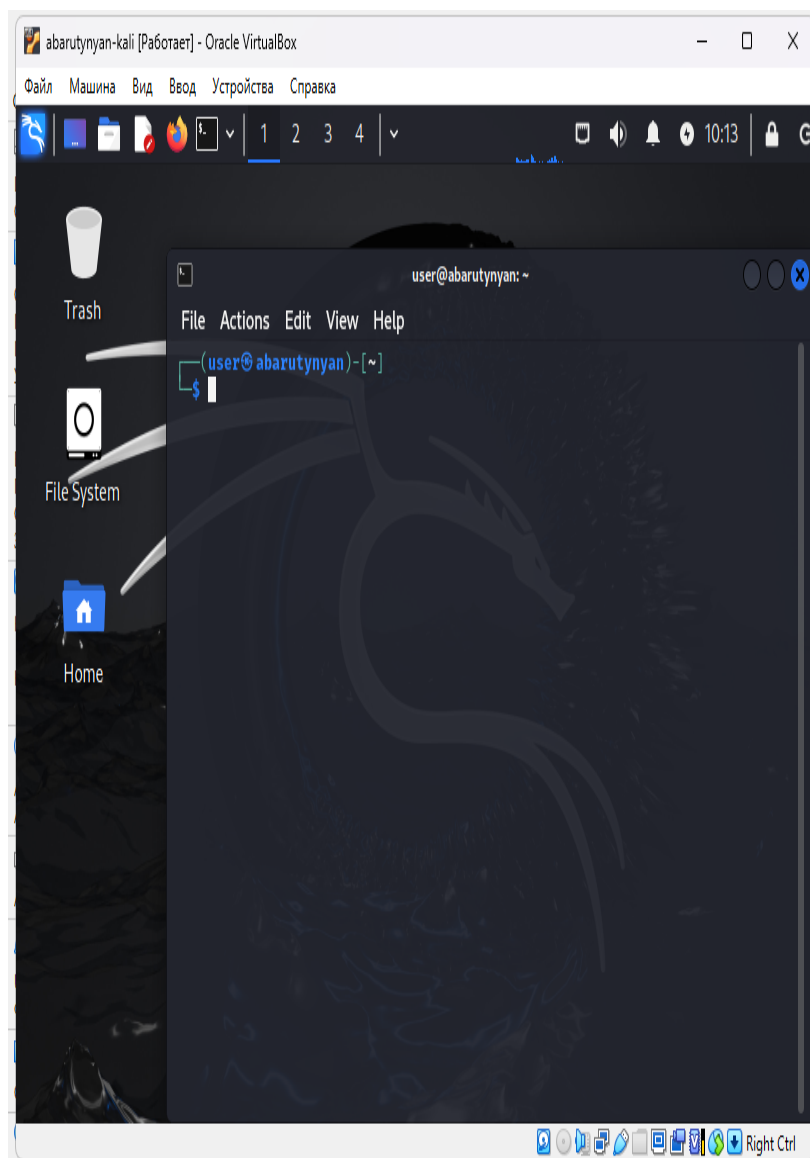 abarutynyan-kali [Работает] - Oracle VirtualBox
Файл Машина Вид Ввод Устройства Справка
1 2 3 4 10:13
Trash
user@abarutynyan: ~
File Actions Edit View Help
(user㉿abarutynyan)-[~]
$
File System
Home
Right Ctrl